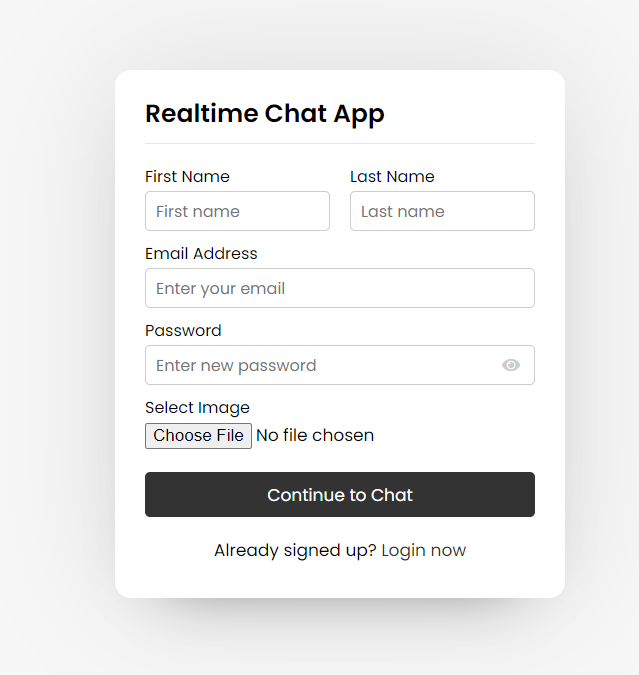 Realtime Chat App
First Name Last Name
First name Last name
Email Address
Enter your email
Password
Enter new password
Select Image
Choose File No file chosen
Continue to Chat
Already signed up? Login now